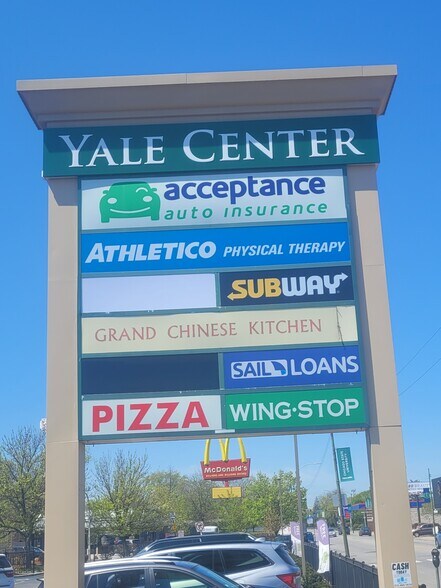 YALE CENTER
acceptance
auto insurance
ATHLETICO PHYSICAL THERAPY
SUBWAY
GRAND CHINESE KITCHEN
SAIL LOANS
PIZZA
WING·STOP
McDonald's